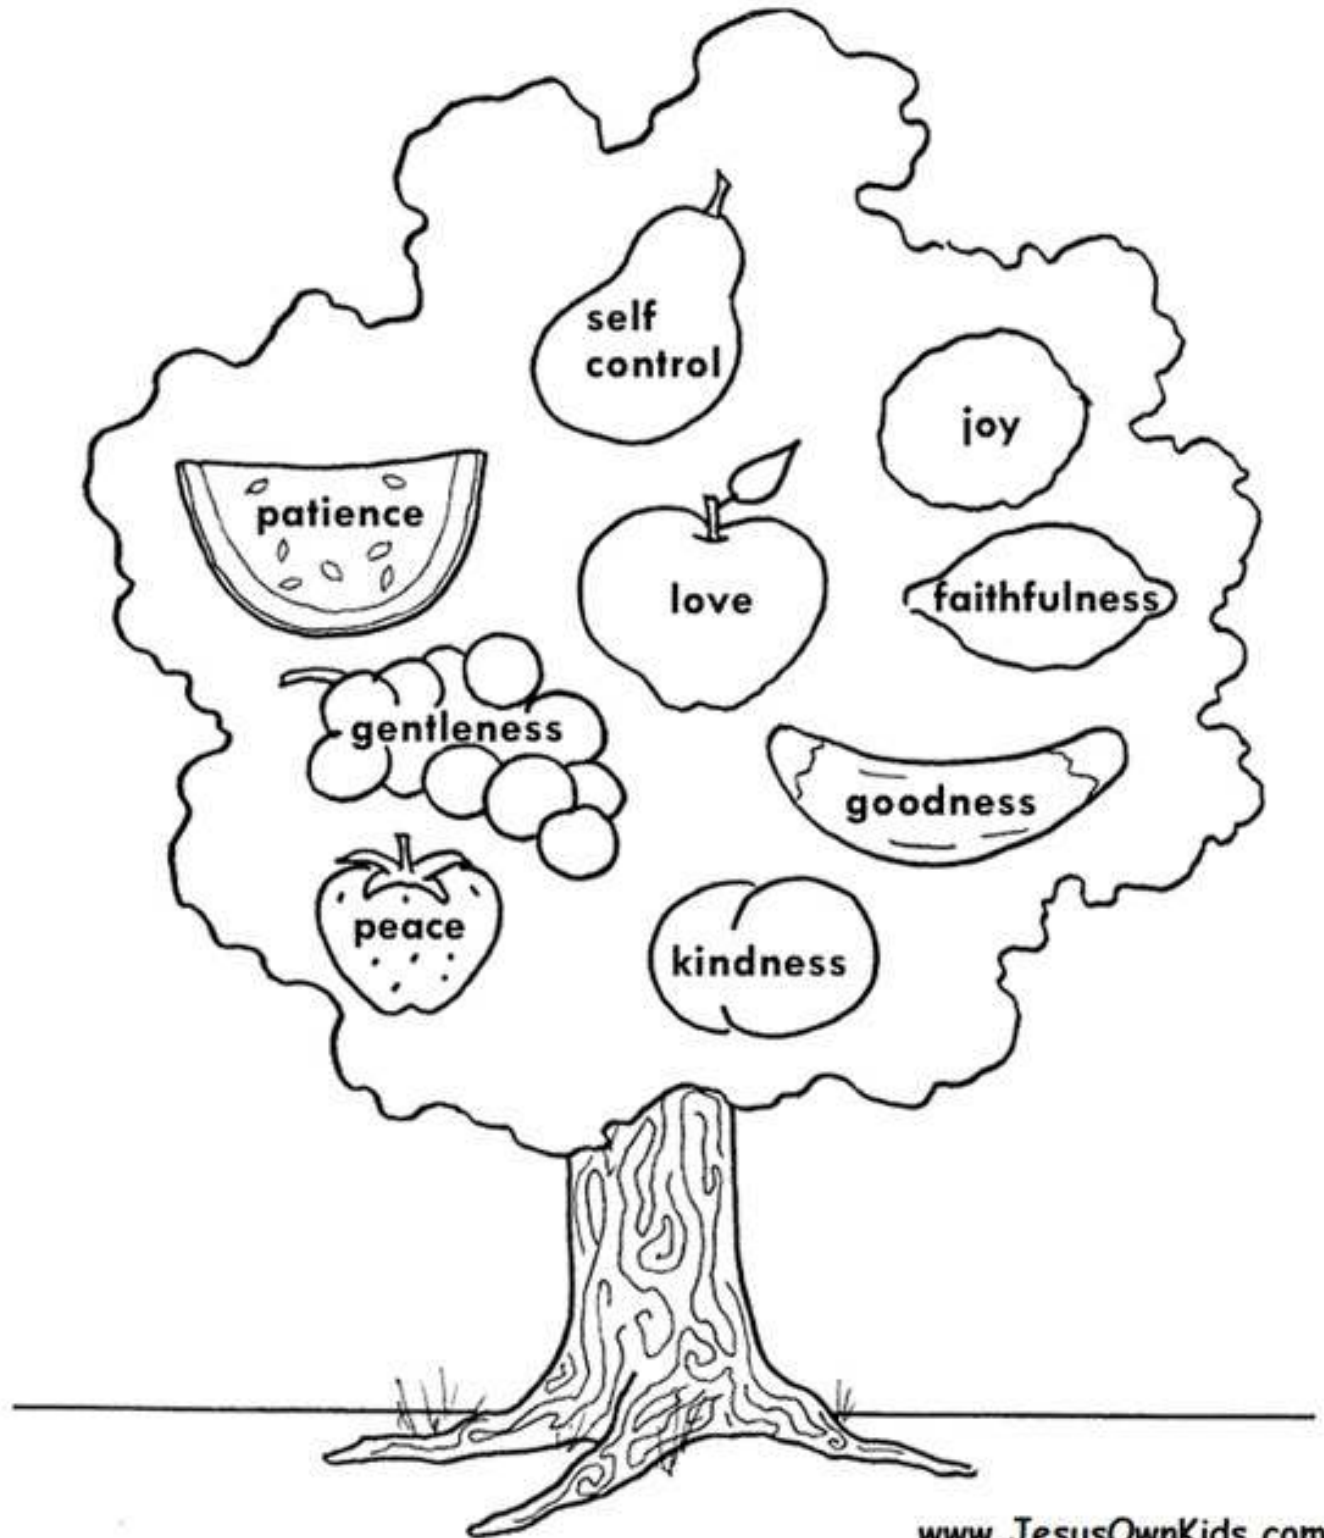 self
control
joy
patience
love
faithfulness
gentleness
goodness
peace
kindness
www.JesusOwnKids.com